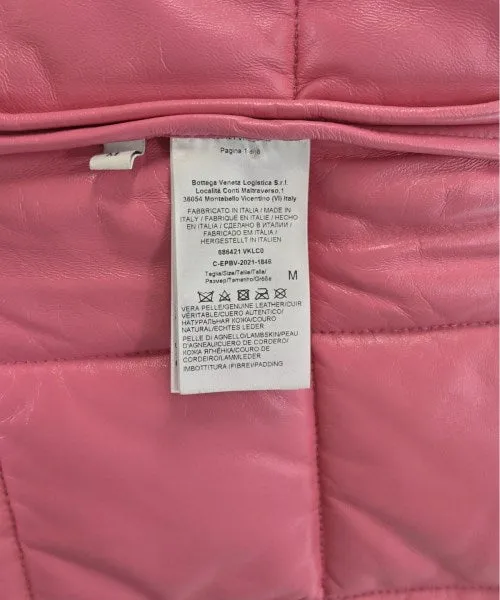 Pagina 1 di 8
Bottega Veneta Logistica S.r.l.
Località Conti Maltraverso,1
36054 Montebello Vicentino (VI) Italy
FABBRICATO IN ITALIA / MADE IN
ITALY / FABRIQUE EN ITALIE / HECHO
EN ITALIA / СДЕЛАНО В ИТАЛИИ /
FABRICADO EM ITALIA /
HERGESTELLT IN ITALIEN
686421 VKLC0
C-EPBV-2021-1846
Taglia/Size/Taille/Talla/
Размер/Tamanho/Größe
M
VERA PELLE/GENUINE LEATHER/CUIR
VÉRITABLE/CUERO AUTENTICO/
НАТУРАЛЬНАЯ КОЖА/COURO
NATURAL/ECHTES LEDER
PELLE DI AGNELLO/LAMBSKIN/PEAU
D'AGNEAU/CUERO DE CORDERO/
КОЖА ЯГНЁНКА/COURO DE
CORDEIRO/LAMMLEDER
IMBOTTITURA (FIBRE)/PADDING